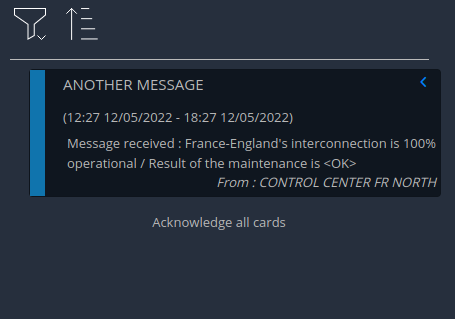 ANOTHER MESSAGE
(12:27 12/05/2022 - 18:27 12/05/2022)
Message received : France-England's interconnection is 100%
operational / Result of the maintenance is <OK>
From : CONTROL CENTER FR NORTH
Acknowledge all cards